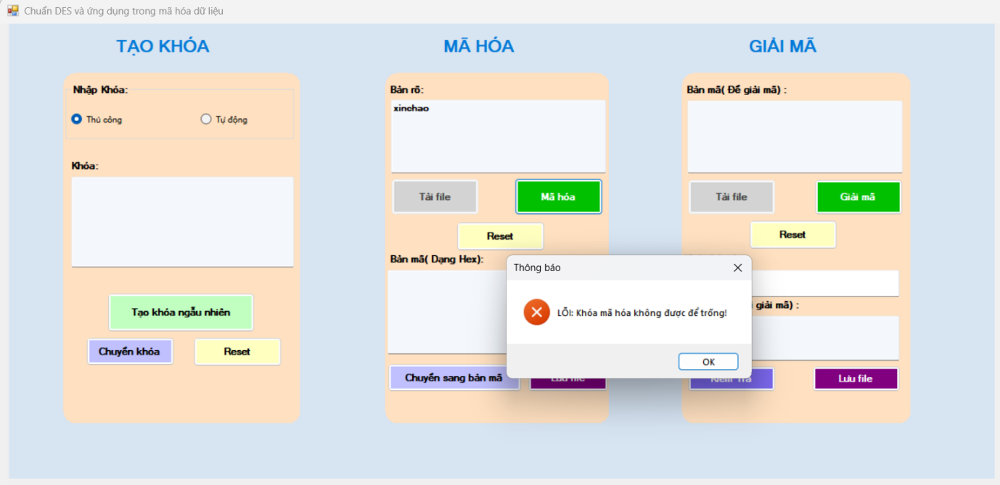 Chuẩn DES và ứng dụng trong mã hóa dữ liệu
TẠO KHÓA
Nhập Khóa:
Thủ công
Tự động
Khóa:
Tạo khóa ngẫu nhiên
Chuyển khóa
Reset
MÃ HÓA
Bản rõ:
xinchao
Tải file
Mã hóa
Reset
Bản mã( Dạng Hex):
Chuyển sang bản mã
Lưu file
GIẢI MÃ
Bản mã( Để giải mã) :
Tải file
Giải mã
Reset
giải mã) :
Kiểm Tra
Lưu file
Thông báo
LỖI: Khóa mã hóa không được để trống!
OK